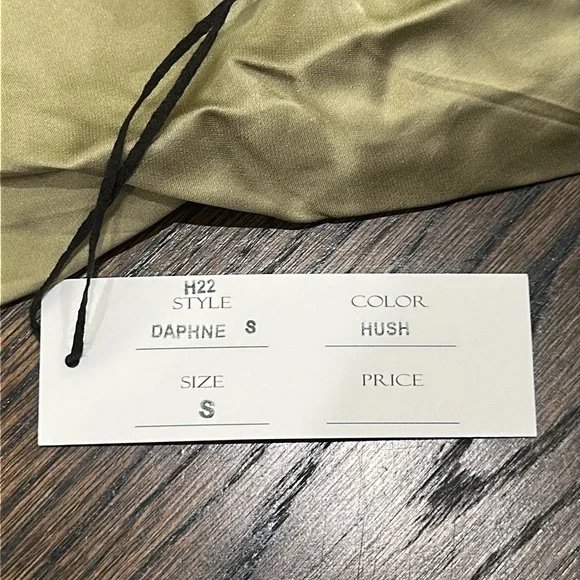 H22
STYLE
DAPHNE S
COLOR
HUSH
SIZE
S
PRICE